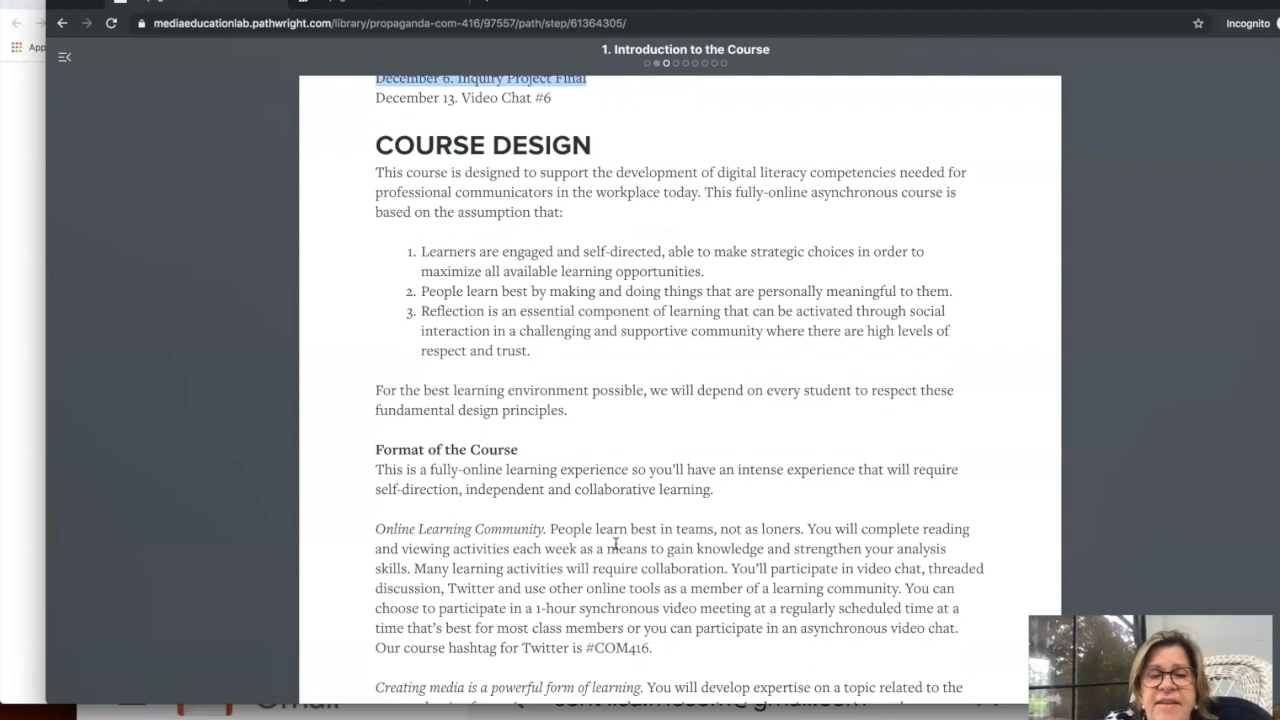 mediaeducationlab.pathwright.com/library/propaganda-com-416/97557/path/step/61364305/
Incognito
App
1. Introduction to the Course
December 6. Inquiry Project Final
December 13. Video Chat #6
COURSE DESIGN
This course is designed to support the development of digital literacy competencies needed for
professional communicators in the workplace today. This fully-online asynchronous course is
based on the assumption that:
1. Learners are engaged and self-directed, able to make strategic choices in order to
maximize all available learning opportunities.
2. People learn best by making and doing things that are personally meaningful to them.
3. Reflection is an essential component of learning that can be activated through social
interaction in a challenging and supportive community where there are high levels of
respect and trust.
For the best learning environment possible, we will depend on every student to respect these
fundamental design principles.
Format of the Course
This is a fully-online learning experience so you'll have an intense experience that will require
self-direction, independent and collaborative learning.
Online Learning Community. People learn best in teams, not as loners. You will complete reading
and viewing activities each week as a means to gain knowledge and strengthen your analysis
skills. Many learning activities will require collaboration. You'll participate in video chat, threaded
discussion, Twitter and use other online tools as a member of a learning community. You can
choose to participate in a 1-hour synchronous video meeting at a regularly scheduled time at a
time that's best for most class members or you can participate in an asynchronous video chat.
Our course hashtag for Twitter is #COM416.
Creating media is a powerful form of learning. You will develop expertise on a topic related to the